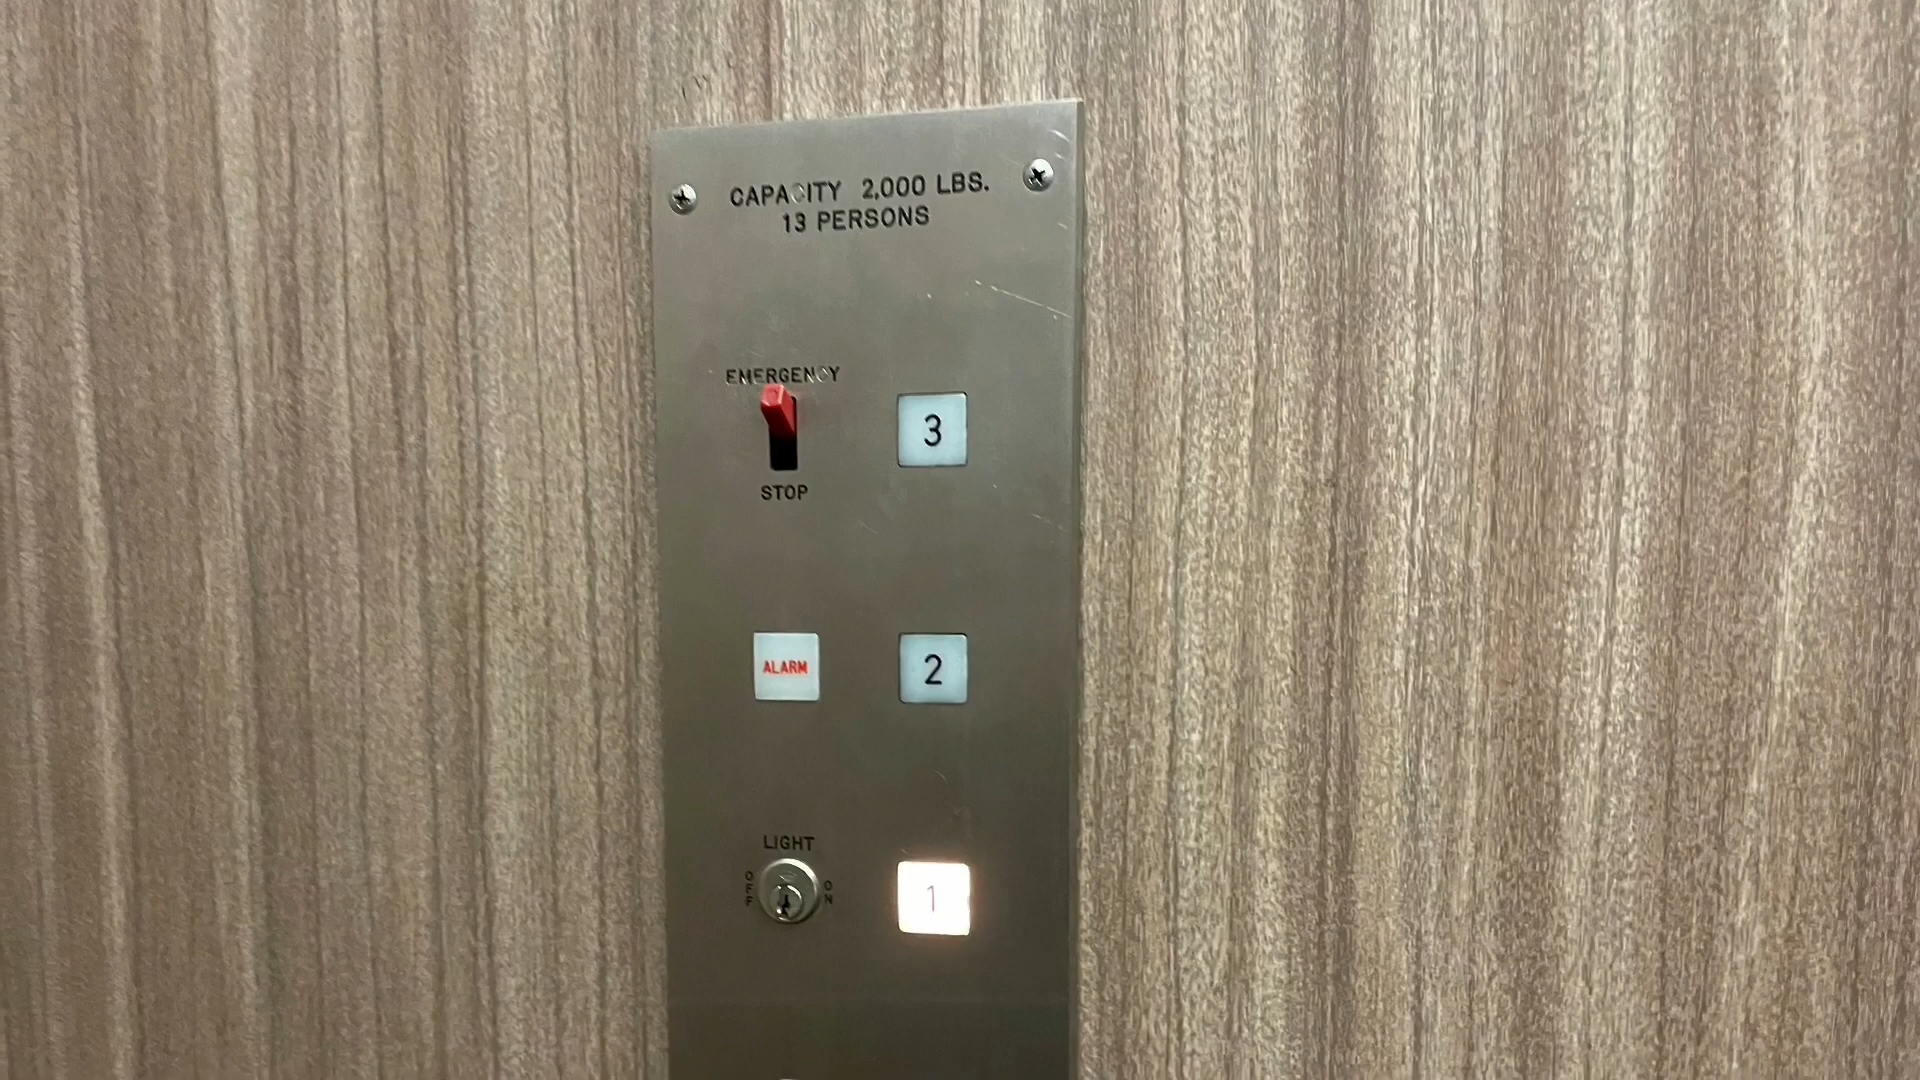 CAPACITY 2,000 LBS.
13 PERSONS
EMERGENCY
STOP
3
ALARM
2
LIGHT
OFF
ON
1